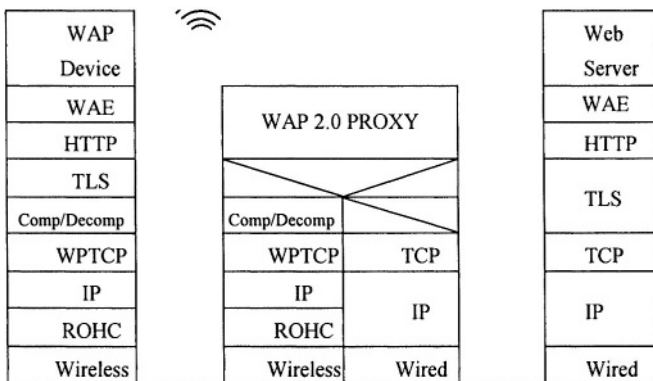 WAP
Device
WAE
HTTP
TLS
Comp/Decomp
WPTCP
IP
ROHC
Wireless
WAP 2.0 PROXY
Comp/Decomp
WPTCP
IP
ROHC
Wireless
TCP
IP
Wired
Web
Server
WAE
HTTP
TLS
TCP
IP
Wired